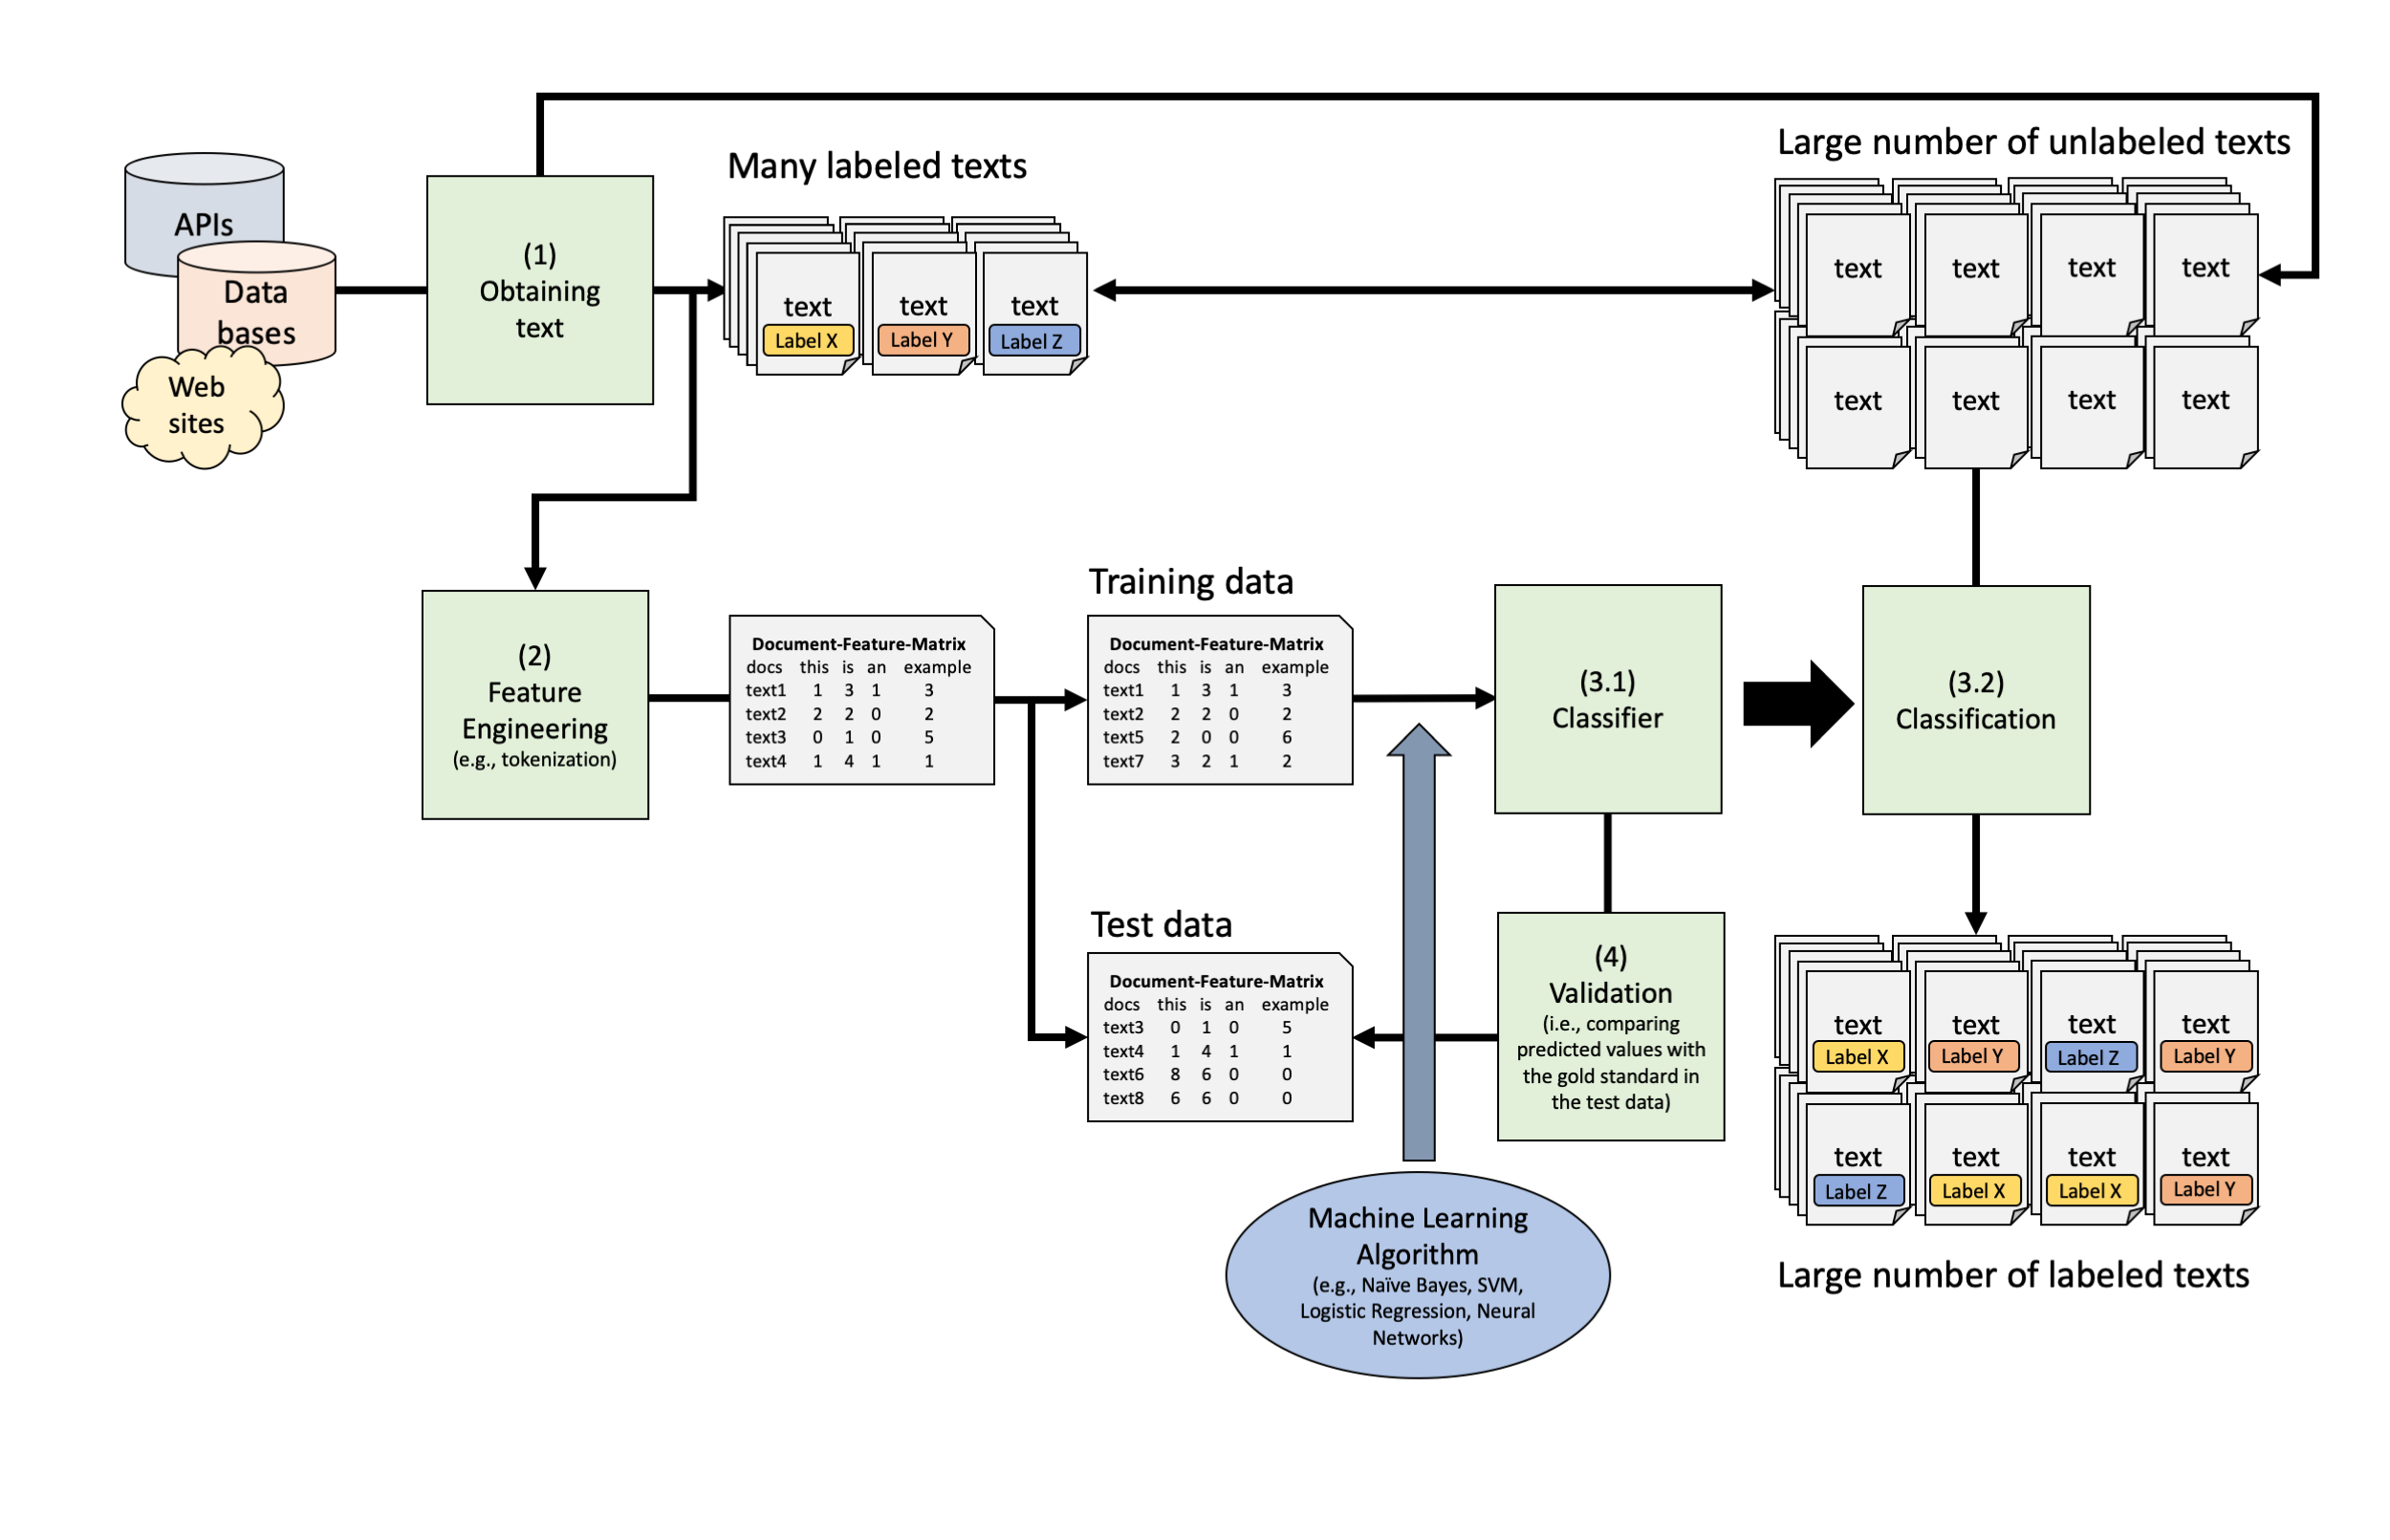 APIs
Data
bases
Web
sites
(1)
Obtaining
text
Many labeled texts
text
Label X
text
Label Y
text
Label Z
Large number of unlabeled texts
text text text text
text text text text
(2)
Feature
Engineering
(e.g., tokenization)
Document-Feature-Matrix
docs this is an example
text1 1 3 1 3
text2 2 2 0 2
text3 0 1 0 5
text4 1 4 1 1
Training data
Document-Feature-Matrix
docs this is an example
text1 1 3 1 3
text2 2 2 0 2
text5 2 0 0 6
text7 3 2 1 2
(3.1)
Classifier
(3.2)
Classification
Test data
Document-Feature-Matrix
docs this is an example
text3 0 1 0 5
text4 1 4 1 1
text6 8 6 0 0
text8 6 6 0 0
(4)
Validation
(i.e., comparing
predicted values with
the gold standard in
the test data)
Machine Learning
Algorithm
(e.g., Naïve Bayes, SVM,
Logistic Regression, Neural
Networks)
text text text text
Label X Label Y Label Z Label Y
text text text text
Label Z Label X Label X Label Y
Large number of labeled texts